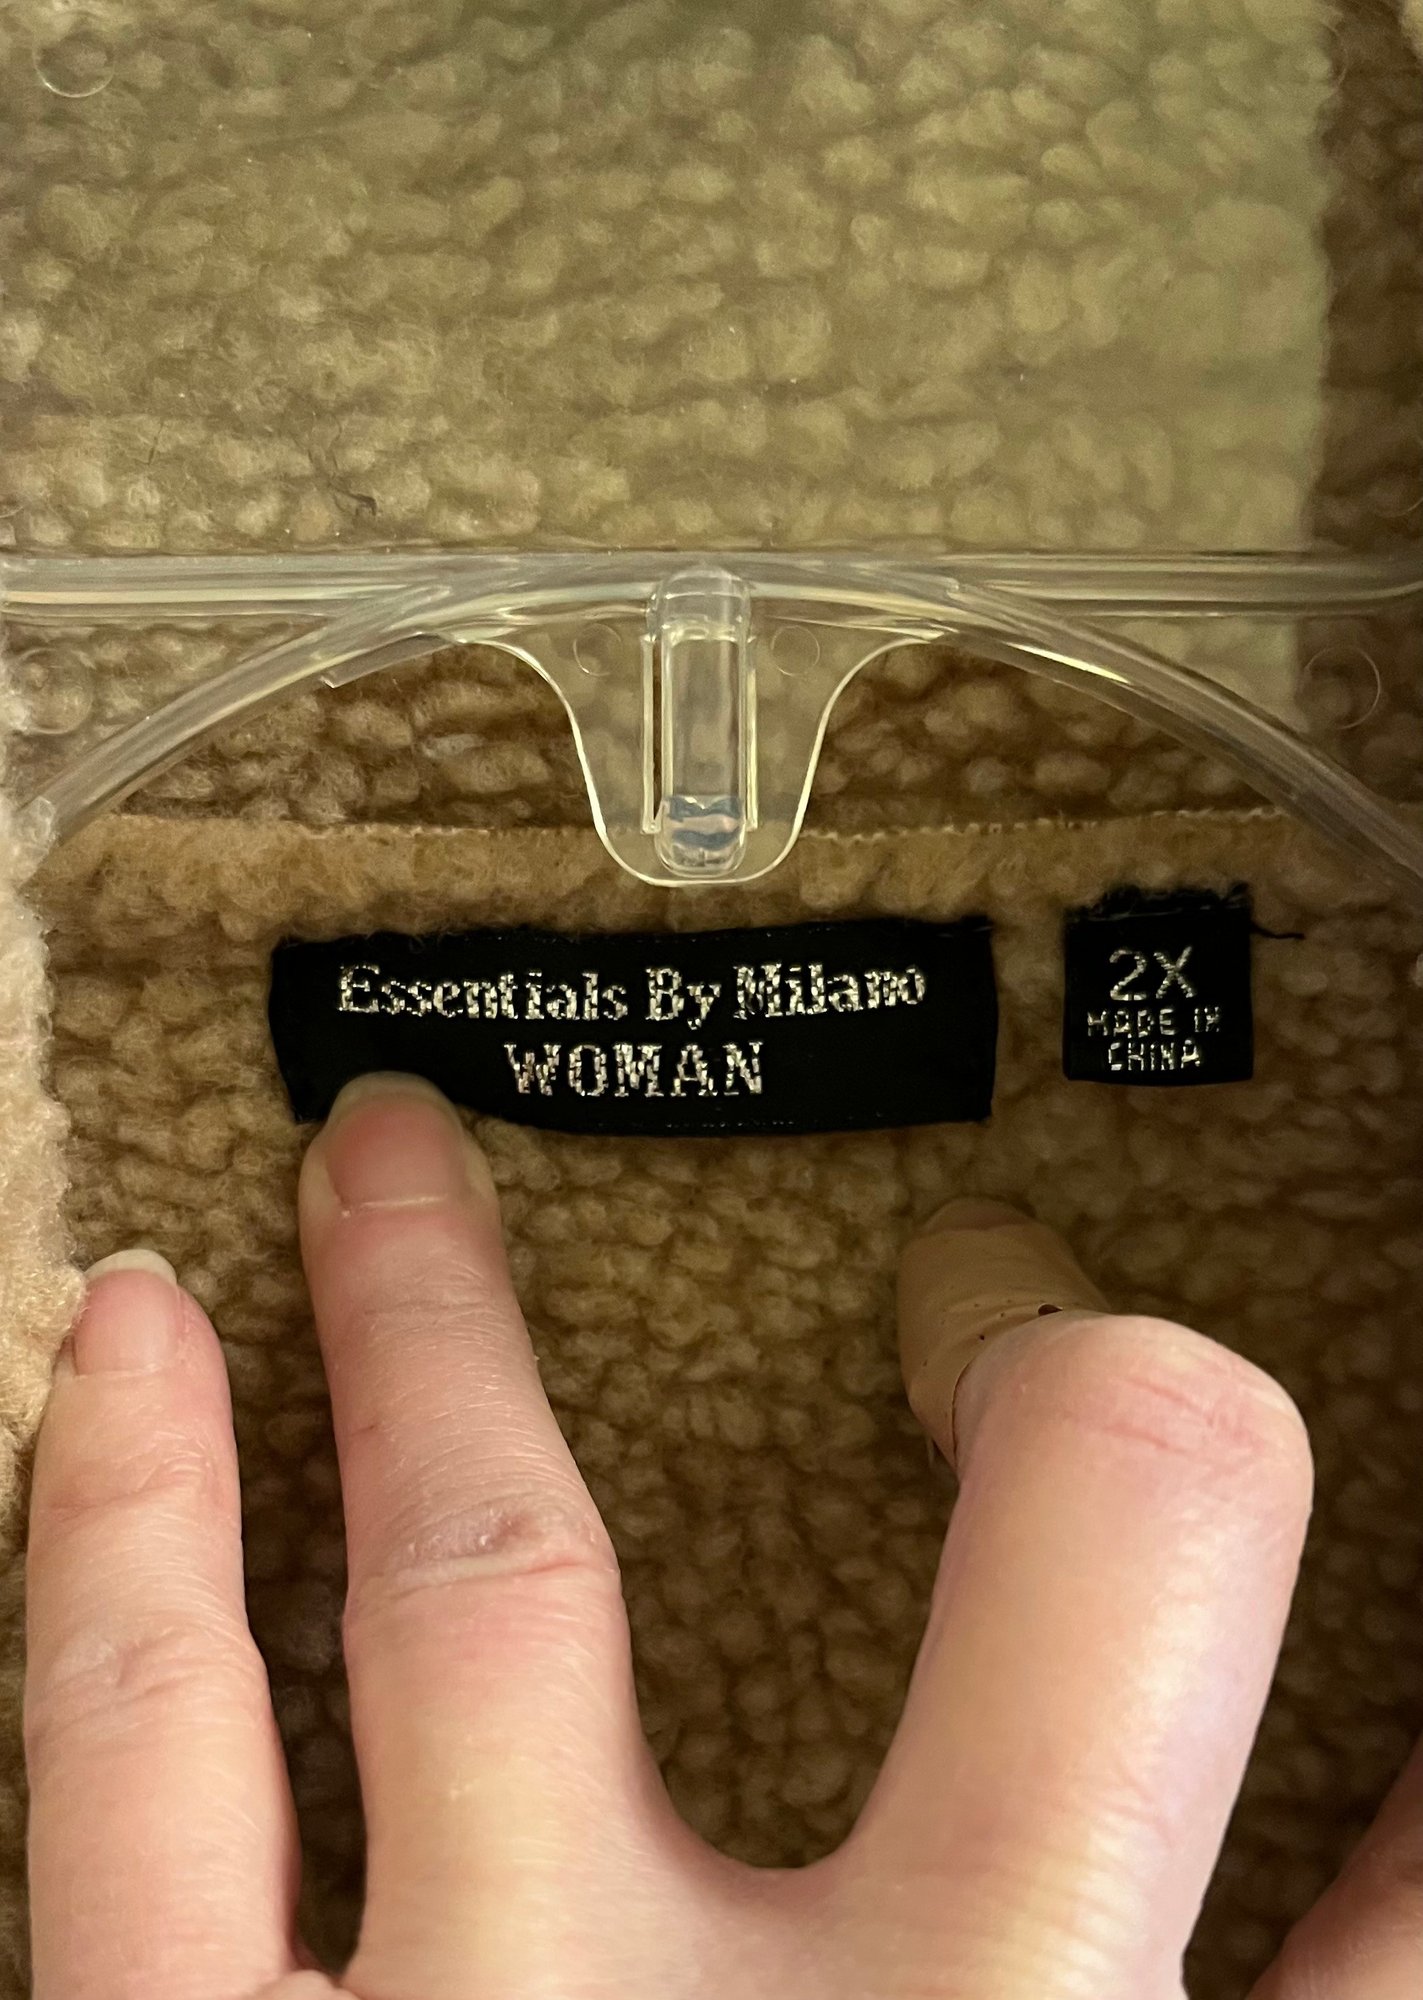 Essentials By Milano
WOMAN
2X
MADE IN
CHINA